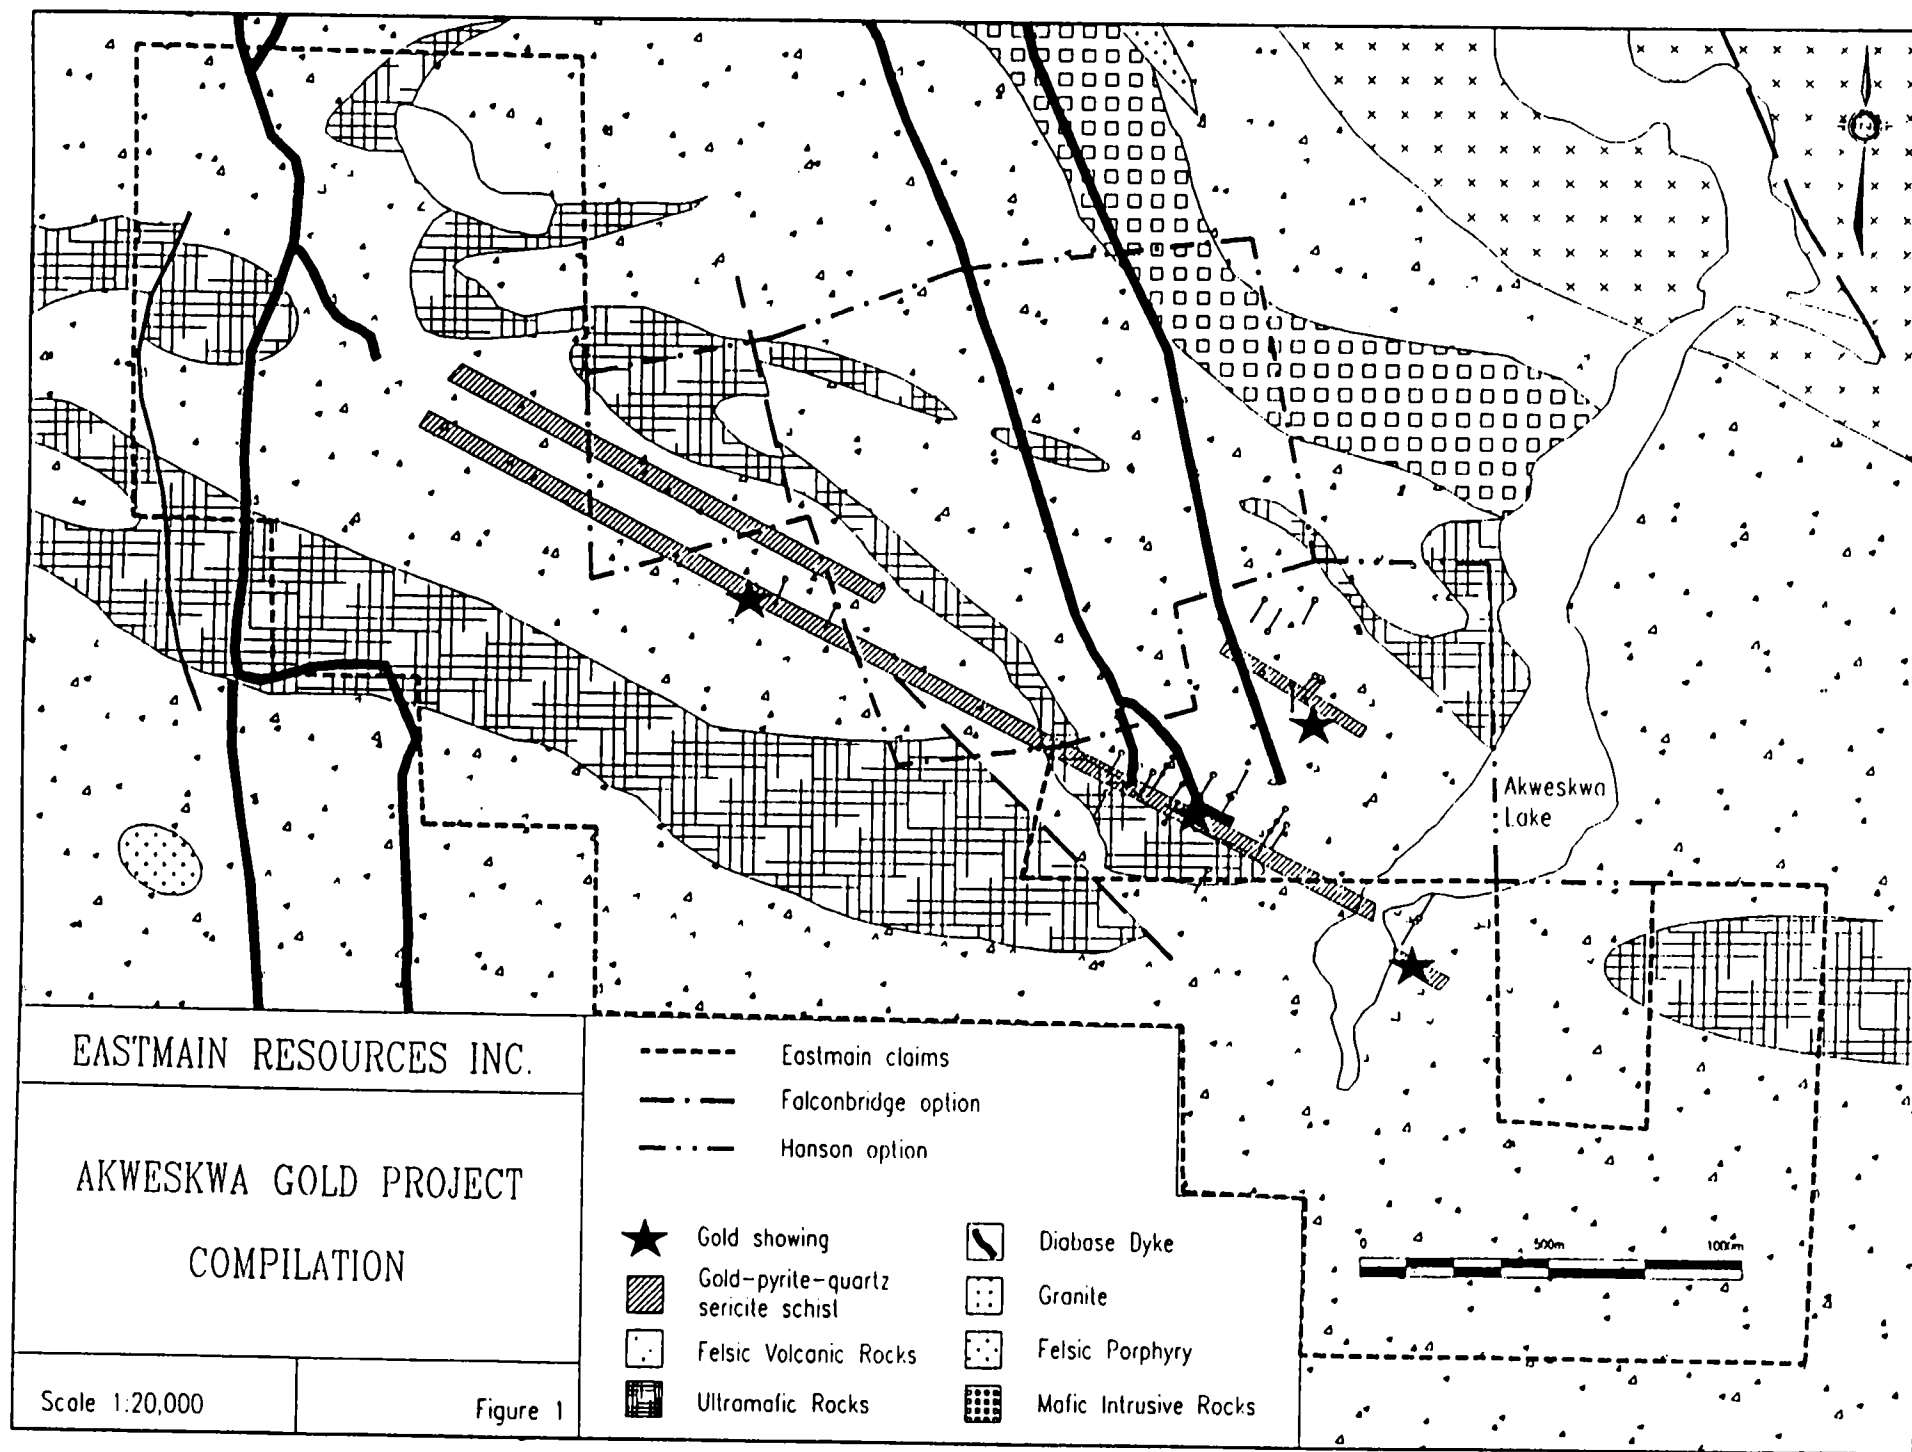 Akweskwa
Lake
EASTMAIN RESOURCES INC.
AKWESKWA GOLD PROJECT
COMPILATION
Scale 1:20,000
Figure 1
Eastmain claims
Falconbridge option
Hanson option
Gold showing
Gold-pyrite-quartz
sericite schist
Felsic Volcanic Rocks
Ultramafic Rocks
Diabase Dyke
Granite
Felsic Porphyry
Mafic Intrusive Rocks
0 500m 1000m